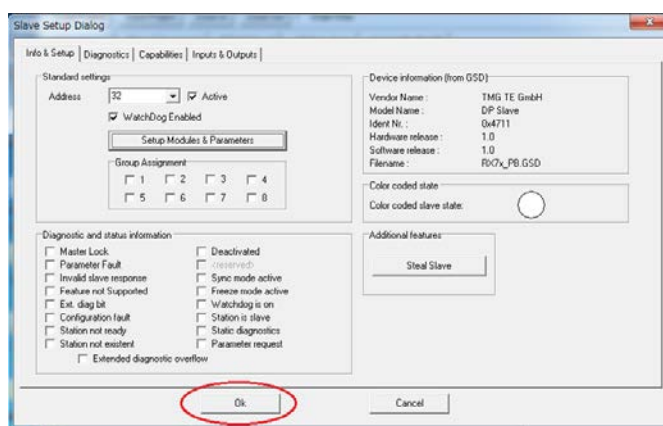 Slave Setup Dialog
Info & Setup
Diagnostics
Capabilities
Inputs & Outputs
Standard settings
Address 32 Active
WatchDog Enabled
Setup Modules & Parameters
Group Assignment
1 2 3 4
5 6 7 8
Device information (from GSD)
Vendor Name : TMG TE GmbH
Model Name : DP Slave
Ident Nr. : 0x4711
Hardware release : 1.0
Software release : 1.0
Filename : RX7x_PB.GSD
Color coded state
Color coded slave state:
Diagnostic and status information
Master Lock
Parameter Fault
Invalid slave response
Feature not Supported
Ext. diag bit
Configuration fault
Station not ready
Station not existent
Deactivated
<reserved>
Sync mode active
Freeze mode active
Watchdog is on
Station is slave
Static diagnostics
Parameter request
Extended diagnostic overflow
Additional features
Steal Slave
Ok
Cancel